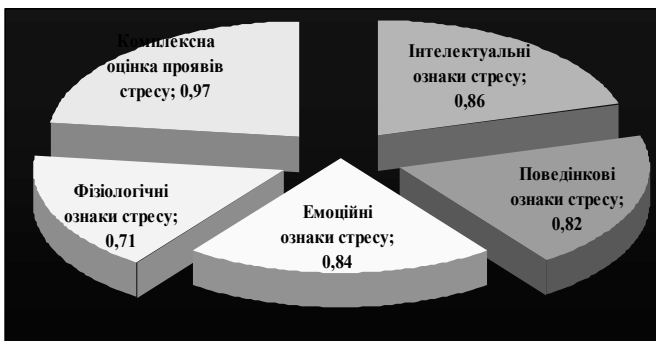 Комплексна
оцінка проявів
стресу; 0,97
Інтелектуальні
ознаки стресу;
0,86
Поведінкові
ознаки стресу;
0,82
Емоційні
ознаки стресу;
0,84
Фізіологічні
ознаки стресу;
0,71